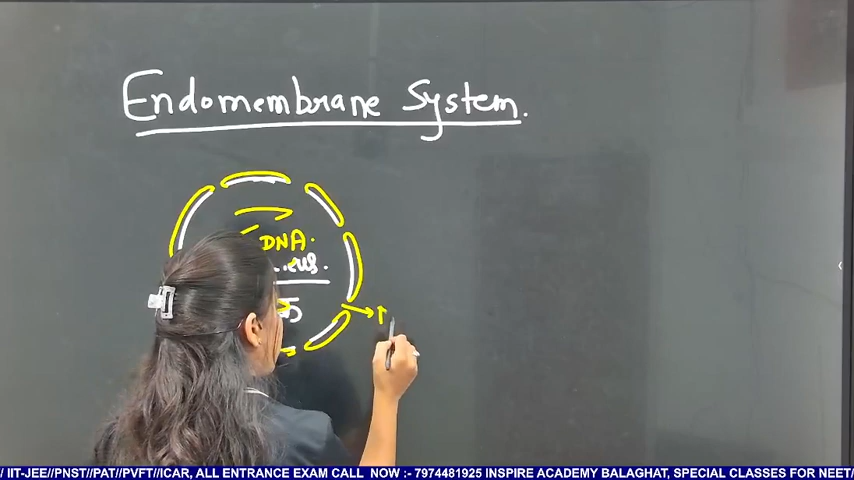 Endomembrane System.
DNA.
/ IIT-JEE//PNST//PAT//PVFT//ICAR, ALL ENTRANCE EXAM CALL NOW :- 7974481925 INSPIRE ACADEMY BALAGHAT, SPECIAL CLASSES FOR NEET/